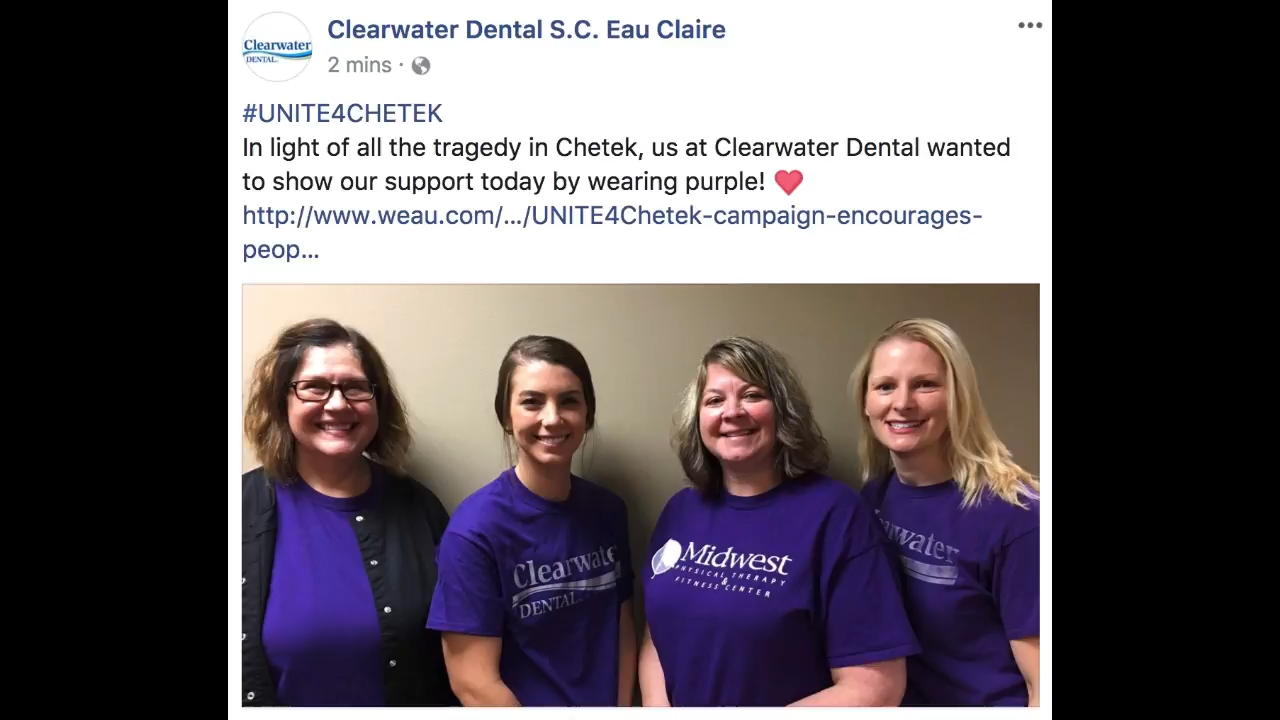 Clearwater
DENTAL
Clearwater Dental S.C. Eau Claire
2 mins ·
#UNITE4CHETEK
In light of all the tragedy in Chetek, us at Clearwater Dental wanted
to show our support today by wearing purple! ❤️
http://www.weau.com/.../UNITE4Chetek-campaign-encourages-
peop...
Clearwate
DENTAL
Midwest
PHYSICAL THERAPY
&
FITNESS CENTER
arwater